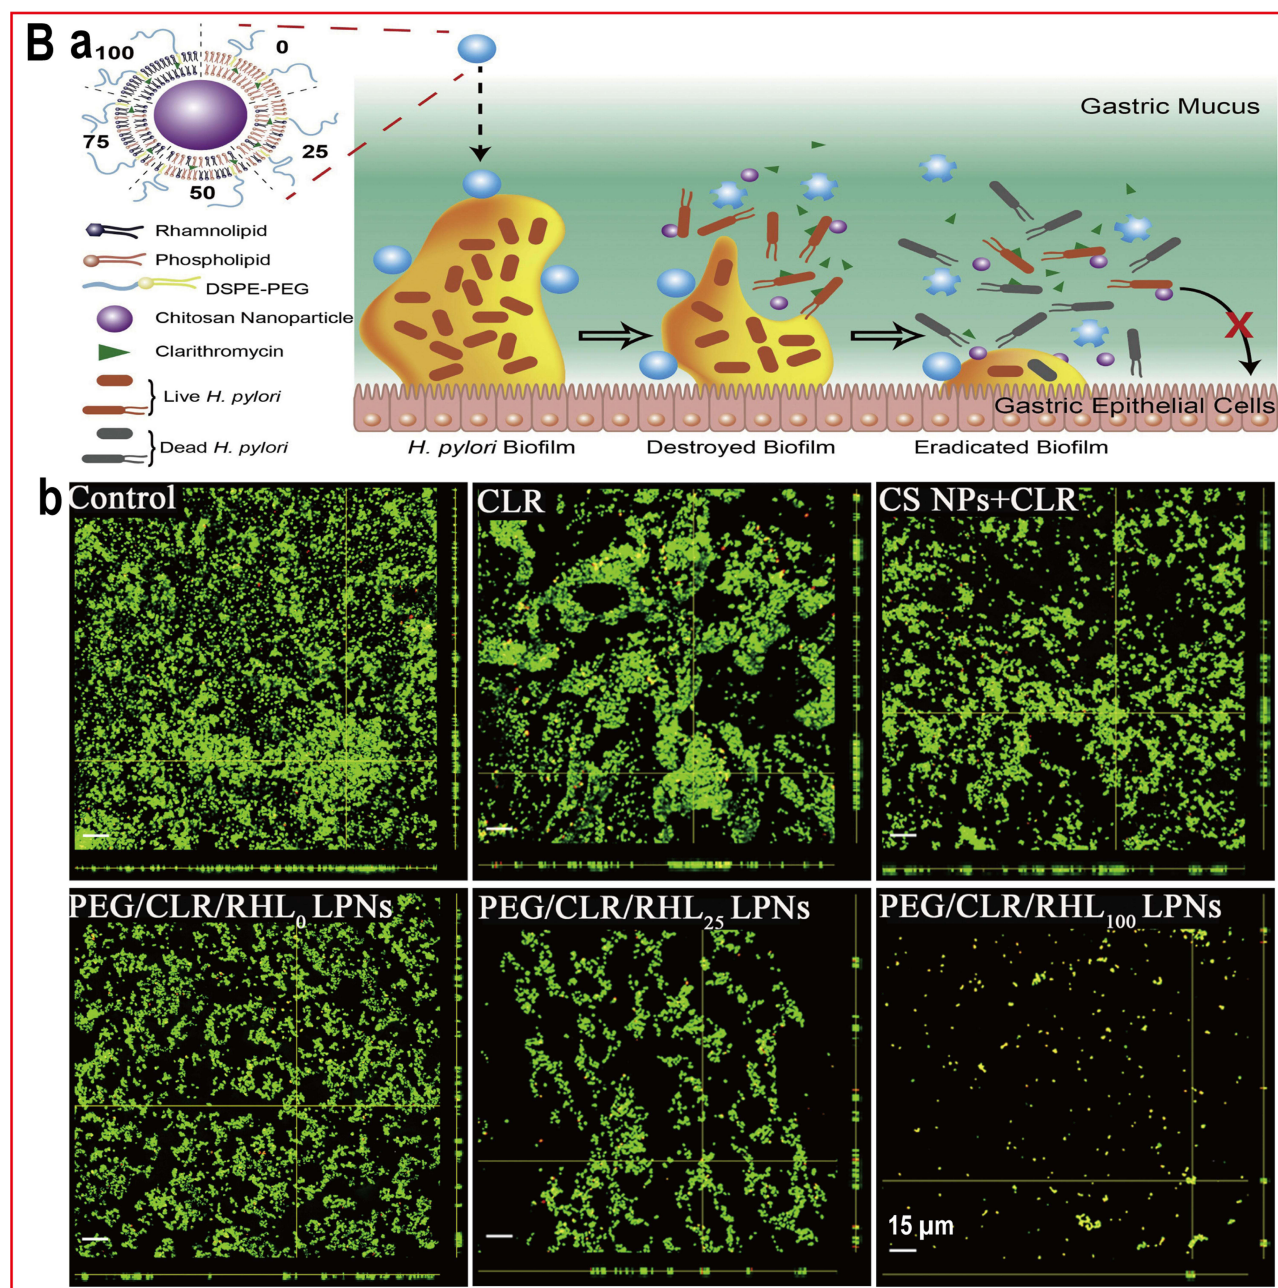 B a
100
0
75
25
50
Gastric Mucus
Rhamnolipid
Phospholipid
DSPE-PEG
Chitosan Nanoparticle
Clarithromycin
Live H. pylori
Dead H. pylori
X
Gastric Epithelial Cells
H. pylori Biofilm
Destroyed Biofilm
Eradicated Biofilm
b
Control
CLR
CS NPs+CLR
PEG/CLR/RHL0 LPNs
PEG/CLR/RHL25 LPNs
PEG/CLR/RHL100 LPNs
15 µm